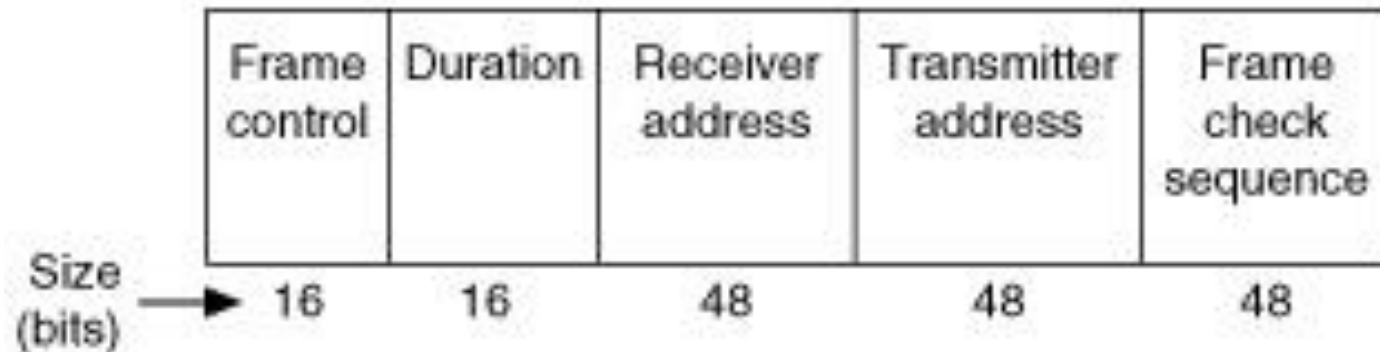 Frame control
Duration
Receiver address
Transmitter address
Frame check sequence
Size (bits)
16 16 48 48 48